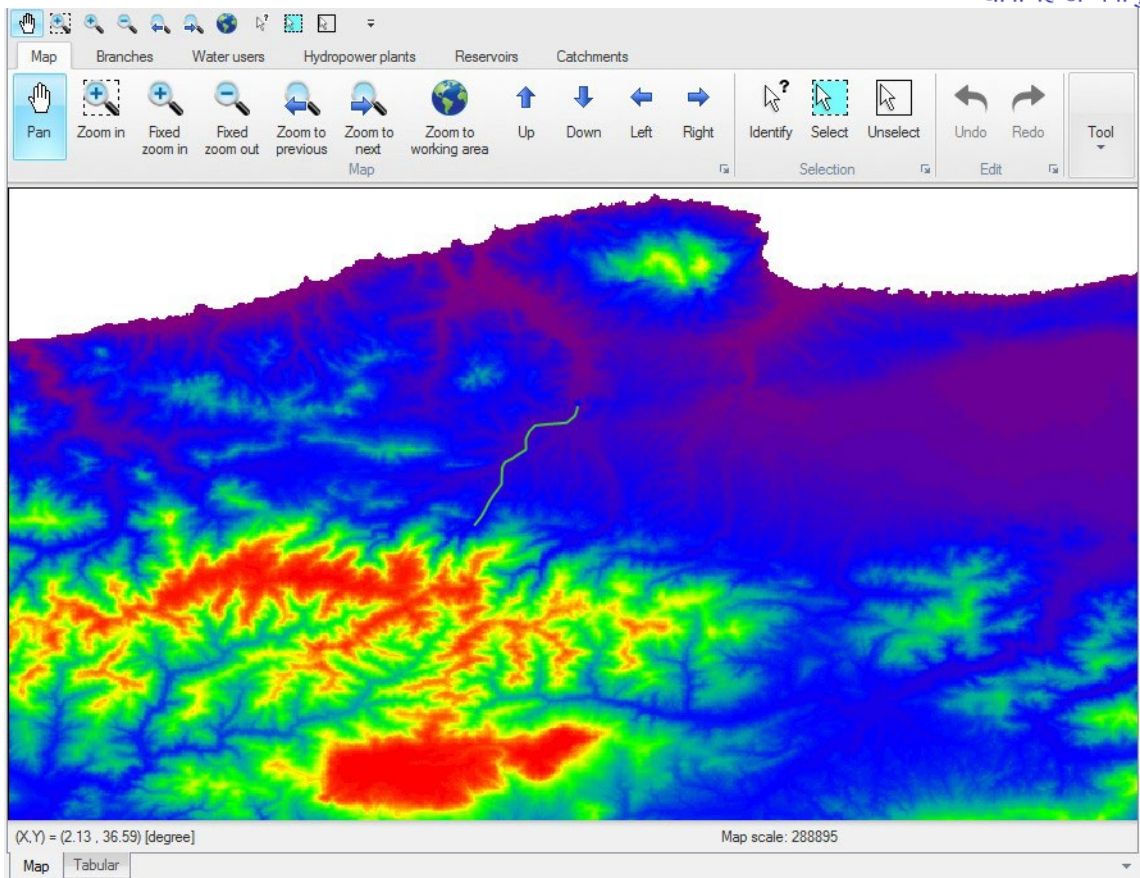 Map Branches Water users Hydropower plants Reservoirs Catchments
Pan Zoom in Fixed zoom in Fixed zoom out Zoom to previous Zoom to next Zoom to working area Up Down Left Right Identify Select Unselect Undo Redo Tool
Map Selection Edit
(X,Y) = (2.13 , 36.59) [degree] Map scale: 288895
Map Tabular